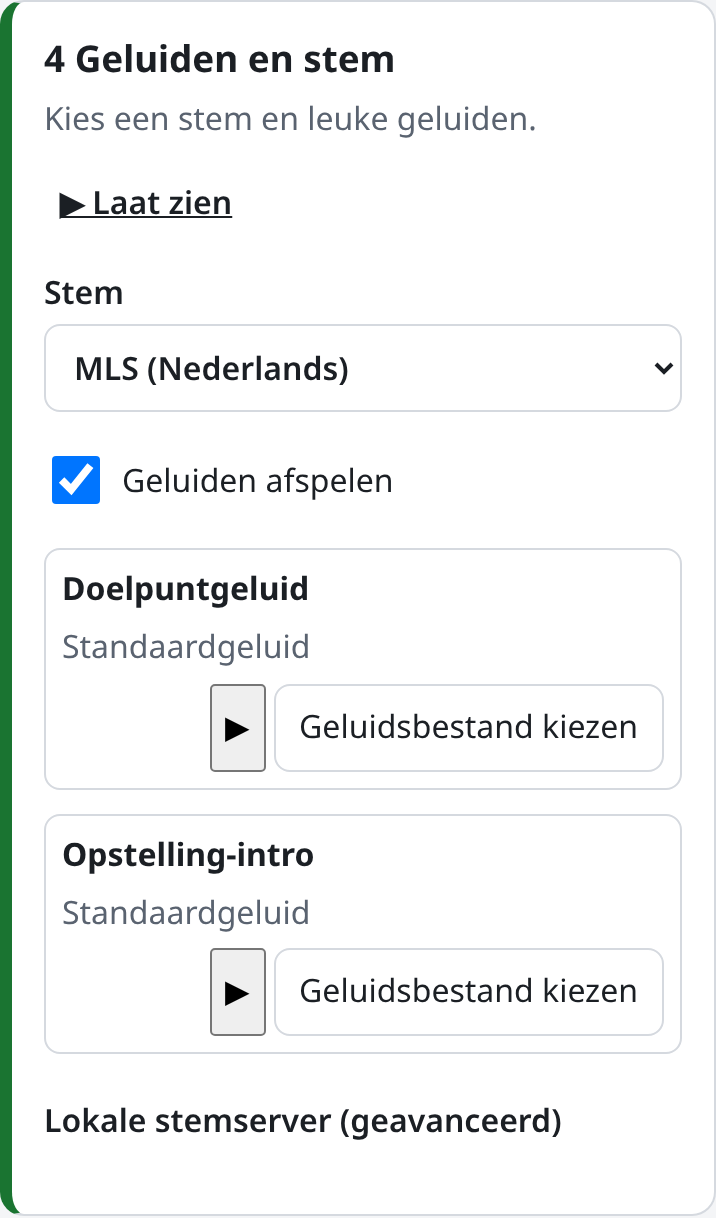 4 Geluiden en stem
Kies een stem en leuke geluiden.
▶ Laat zien
Stem
MLS (Nederlands)
Geluiden afspelen
Doelpuntgeluid
Standaardgeluid
▶ Geluidsbestand kiezen
Opstelling-intro
Standaardgeluid
▶ Geluidsbestand kiezen
Lokale stemserver (geavanceerd)